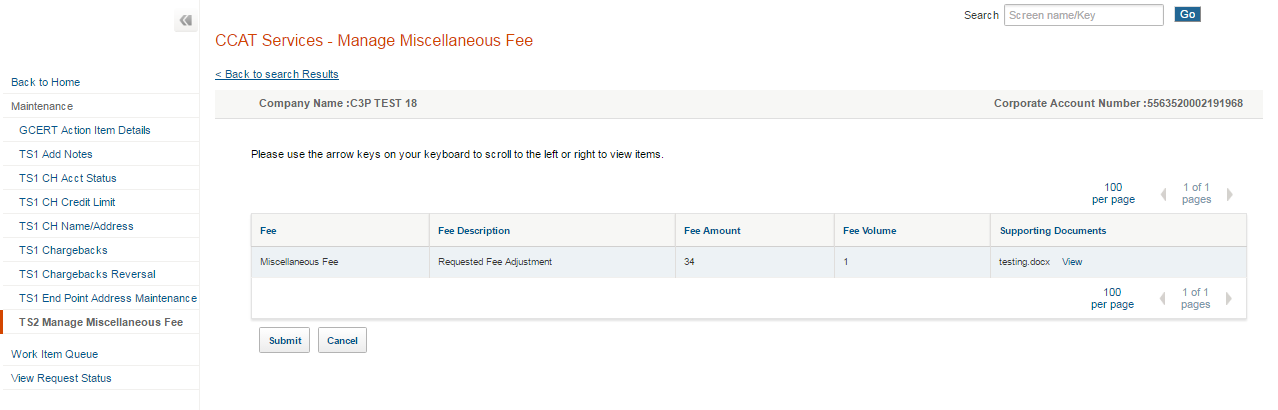 Search Screen name/Key Go
CCAT Services - Manage Miscellaneous Fee
< Back to search Results
Back to Home
Maintenance
GCERT Action Item Details
TS1 Add Notes
TS1 CH Acct Status
TS1 CH Credit Limit
TS1 CH Name/Address
TS1 Chargebacks
TS1 Chargebacks Reversal
TS1 End Point Address Maintenance
TS2 Manage Miscellaneous Fee
Work Item Queue
View Request Status
Company Name :C3P TEST 18 Corporate Account Number :5563520002191968
Please use the arrow keys on your keyboard to scroll to the left or right to view items.
100 1 of 1
per page pages
Fee Fee Description Fee Amount Fee Volume Supporting Documents
Miscellaneous Fee Requested Fee Adjustment 34 1 testing.docx View
100 1 of 1
per page pages
Submit Cancel